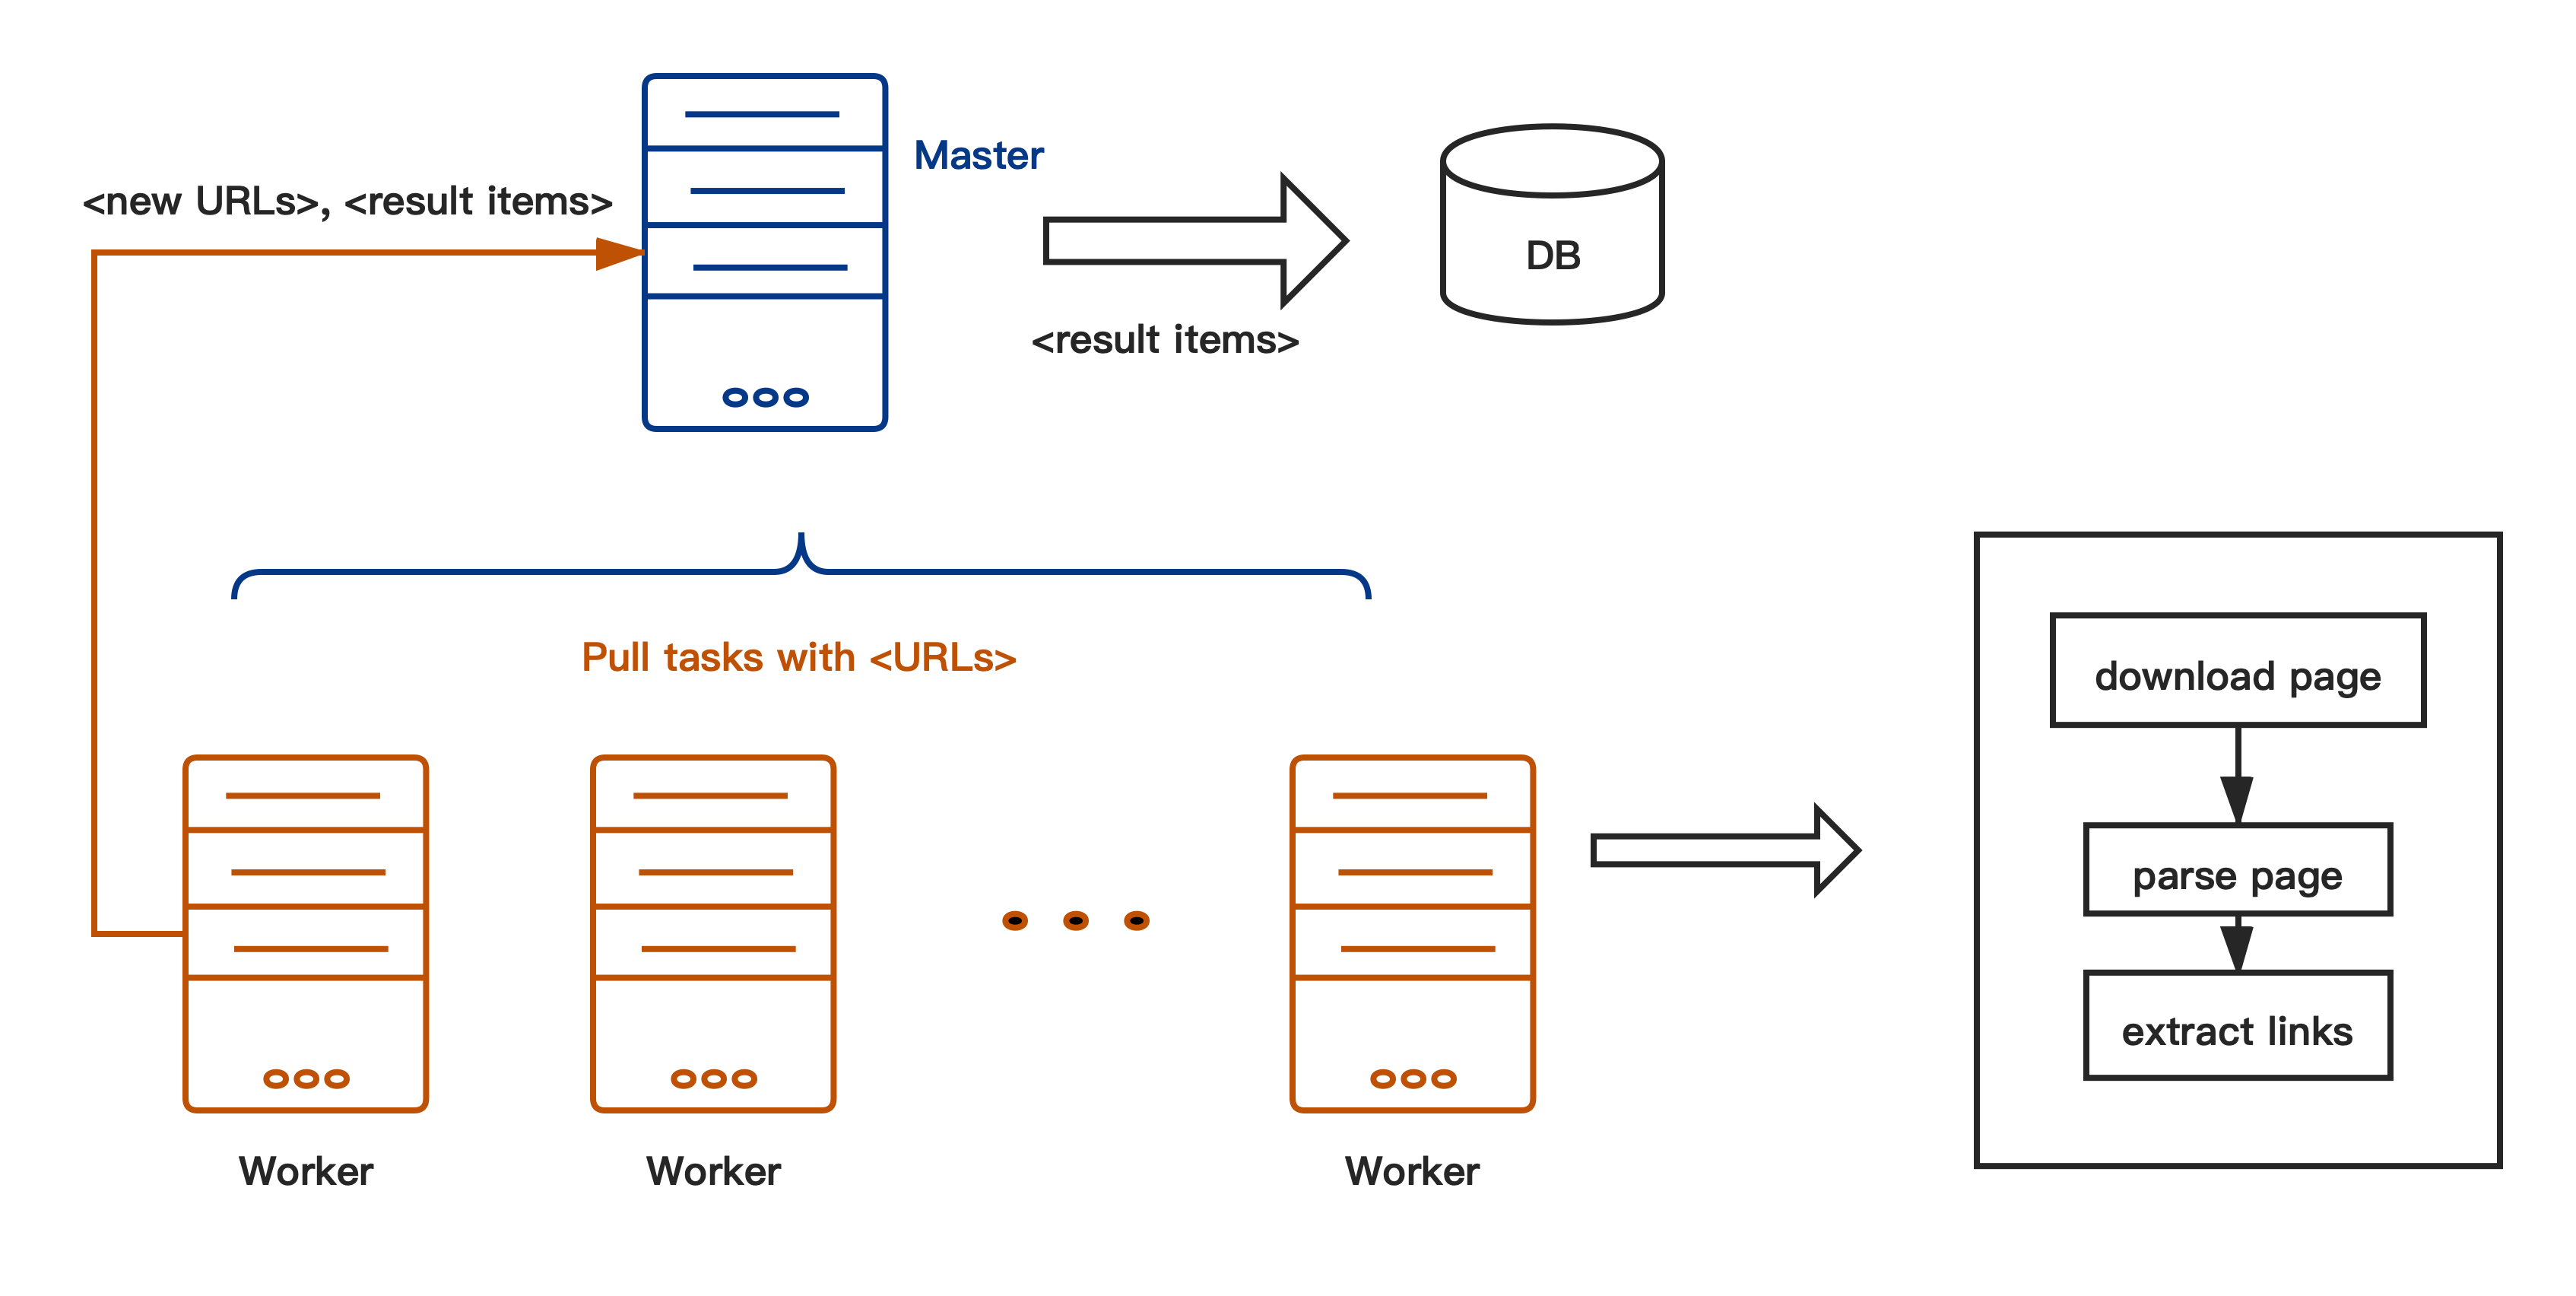 Master
<new URLs>, <result items>
DB
<result items>
Pull tasks with <URLs>
download page
parse page
extract links
Worker
Worker
Worker